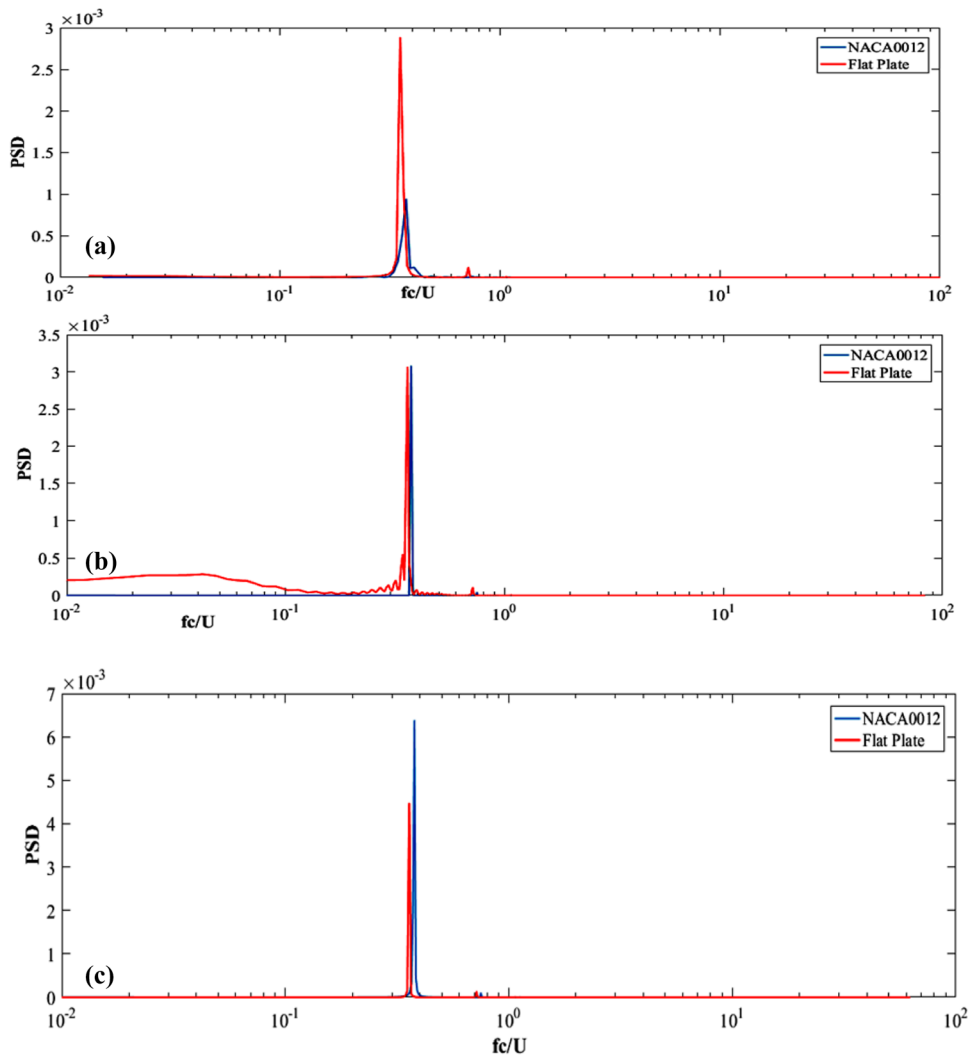 ×10⁻³
3
2.5
2
1.5
1
0.5
0
PSD
(a)
NACA0012
Flat Plate
10⁻² 10⁻¹ 10⁰ 10¹ 10²
fc/U
×10⁻³
3.5
3
2.5
2
1.5
1
0.5
0
PSD
(b)
NACA0012
Flat Plate
10⁻² 10⁻¹ 10⁰ 10¹ 10²
fc/U
×10⁻³
7
6
5
4
3
2
1
0
PSD
(c)
NACA0012
Flat Plate
10⁻² 10⁻¹ 10⁰ 10¹ 10²
fc/U